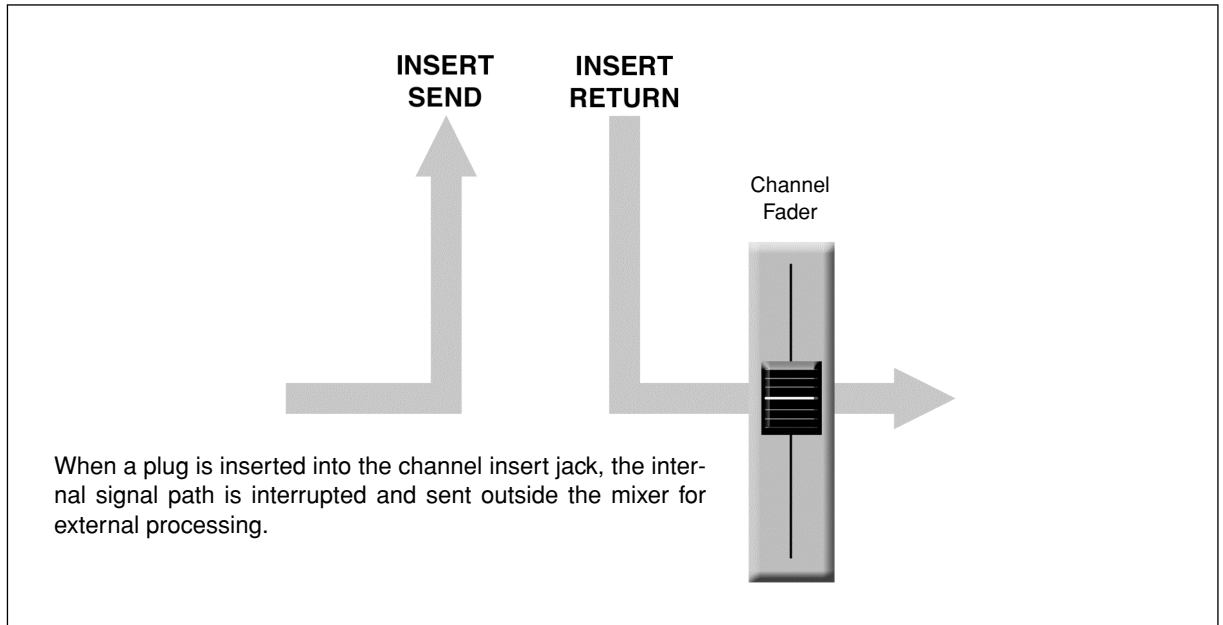 INSERT
SEND
INSERT
RETURN
Channel
Fader
When a plug is inserted into the channel insert jack, the inter-
nal signal path is interrupted and sent outside the mixer for
external processing.